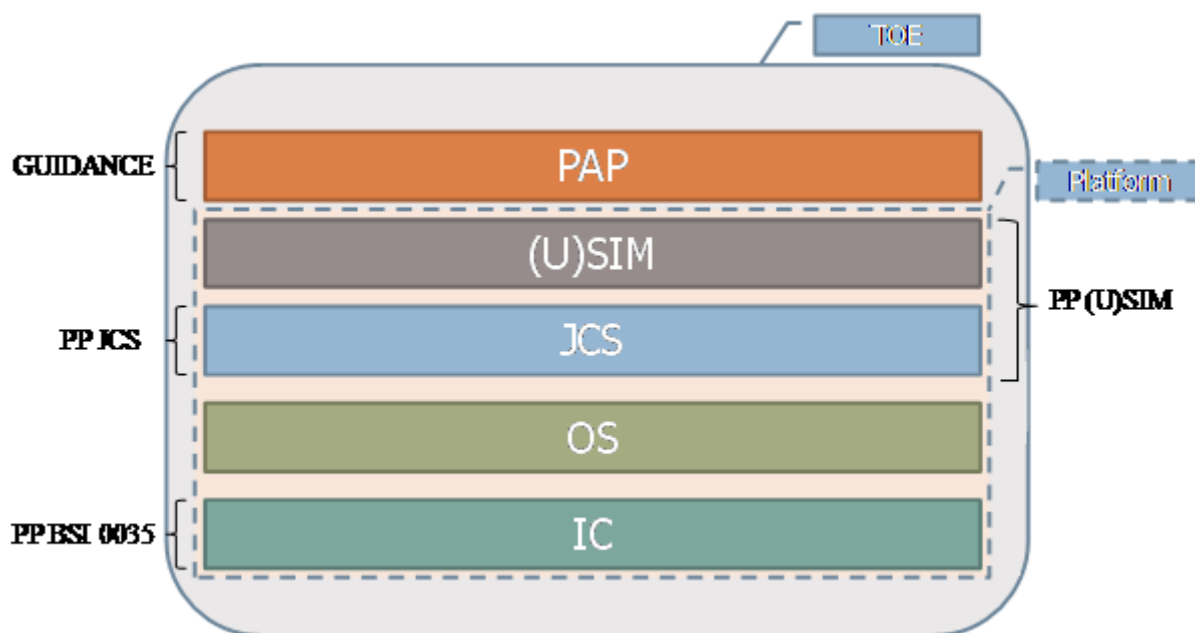 TOE
GUIDANCE
PAP
Platform
(U)SIM
PP (U)SIM
PP JCS
JCS
OS
PP BSI 0035
IC